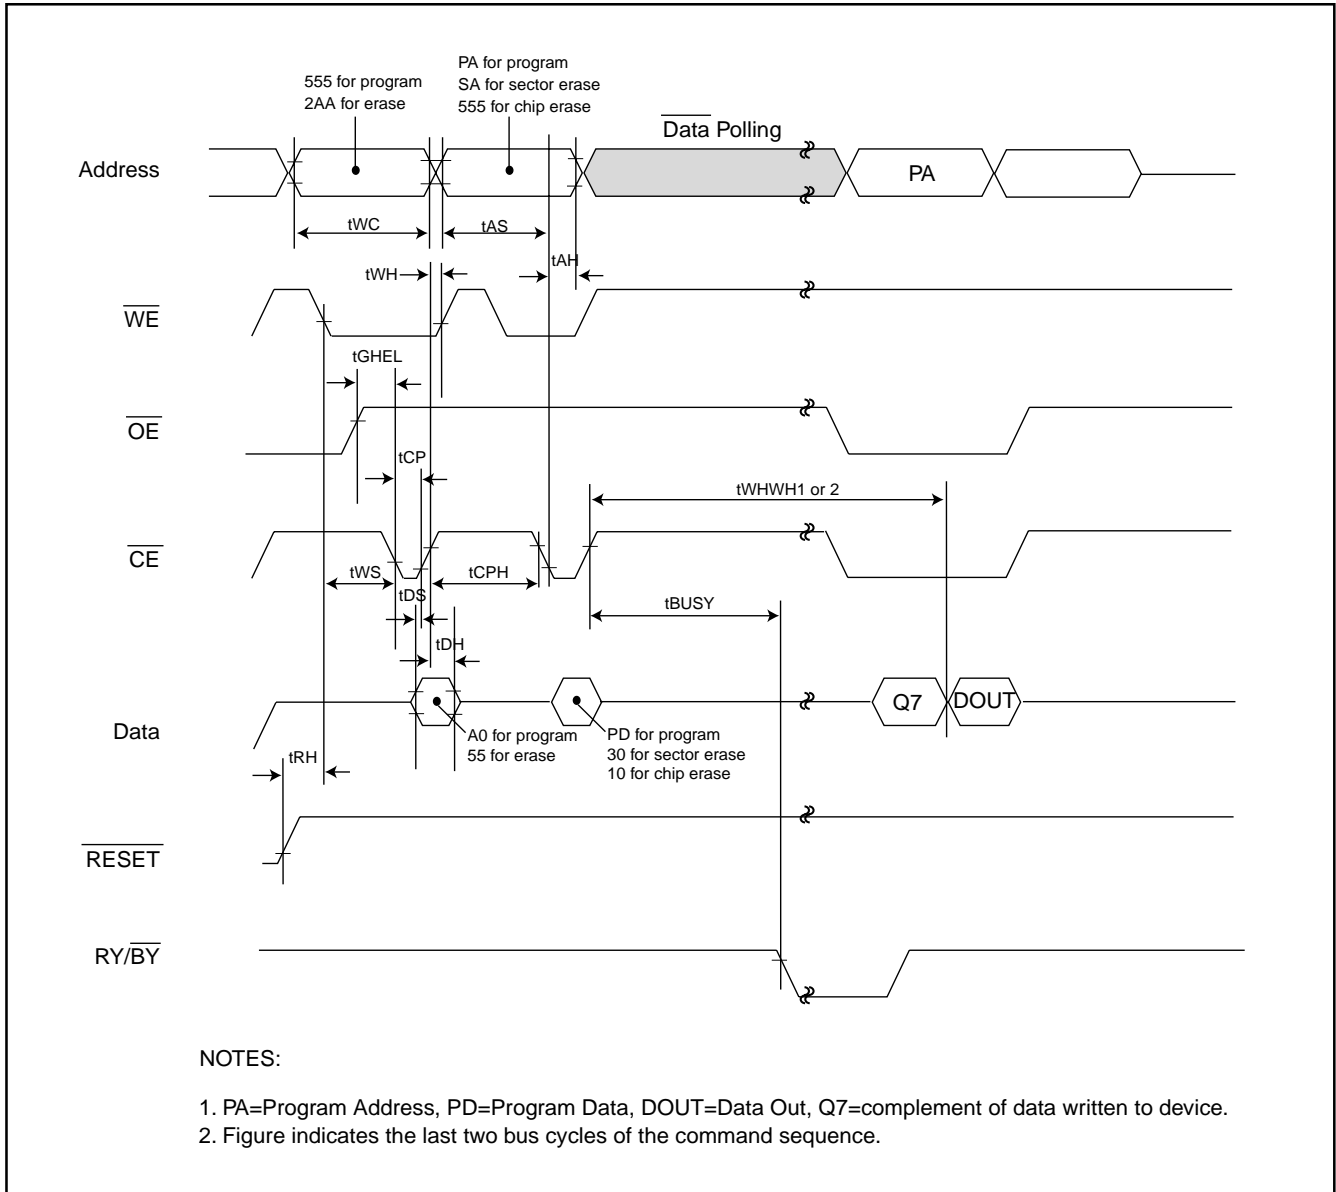 555 for program
2AA for erase
PA for program
SA for sector erase
555 for chip erase
Data Polling
Address
PA
tWC
tAS
tAH
tWH
WE
tGHEL
OE
tCP
tWHWH1 or 2
CE
tWS
tCPH
tDS
tBUSY
tDH
Q7
DOUT
Data
A0 for program
55 for erase
PD for program
30 for sector erase
10 for chip erase
tRH
RESET
RY/BY
NOTES:
1. PA=Program Address, PD=Program Data, DOUT=Data Out, Q7=complement of data written to device.
2. Figure indicates the last two bus cycles of the command sequence.